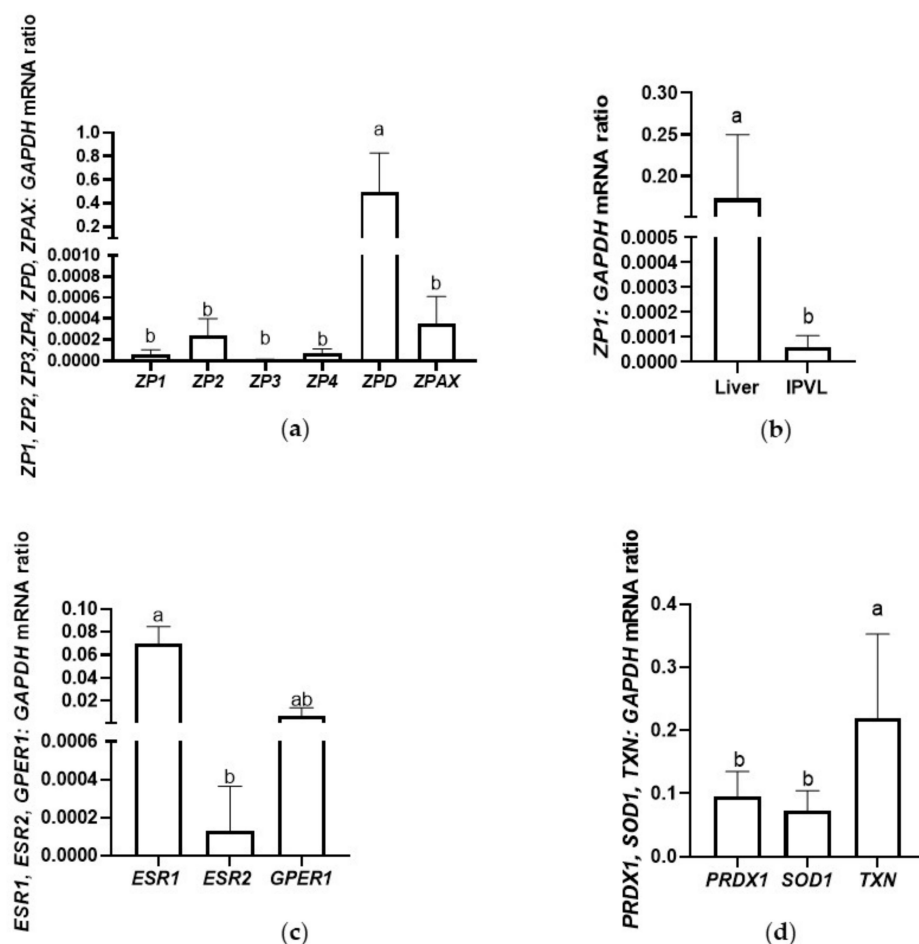 ZP1, ZP2, ZP3,ZP4, ZPD, ZPAX: GAPDH mRNA ratio
1.0
0.8
0.6
0.4
0.2
0.0010
0.0008
0.0006
0.0004
0.0002
0.0000
b
b
b
b
a
b
ZP1 ZP2 ZP3 ZP4 ZPD ZPAX
(a)
ZP1: GAPDH mRNA ratio
0.30
0.25
0.20
0.0005
0.0004
0.0003
0.0002
0.0001
0.0000
a
b
Liver IPVL
(b)
ESR1, ESR2, GPER1: GAPDH mRNA ratio
0.10
0.08
0.06
0.04
0.02
0.0006
0.0004
0.0002
0.0000
a
b
ab
ESR1 ESR2 GPER1
(c)
PRDX1, SOD1, TXN: GAPDH mRNA ratio
0.4
0.3
0.2
0.1
0.0
b
b
a
PRDX1 SOD1 TXN
(d)